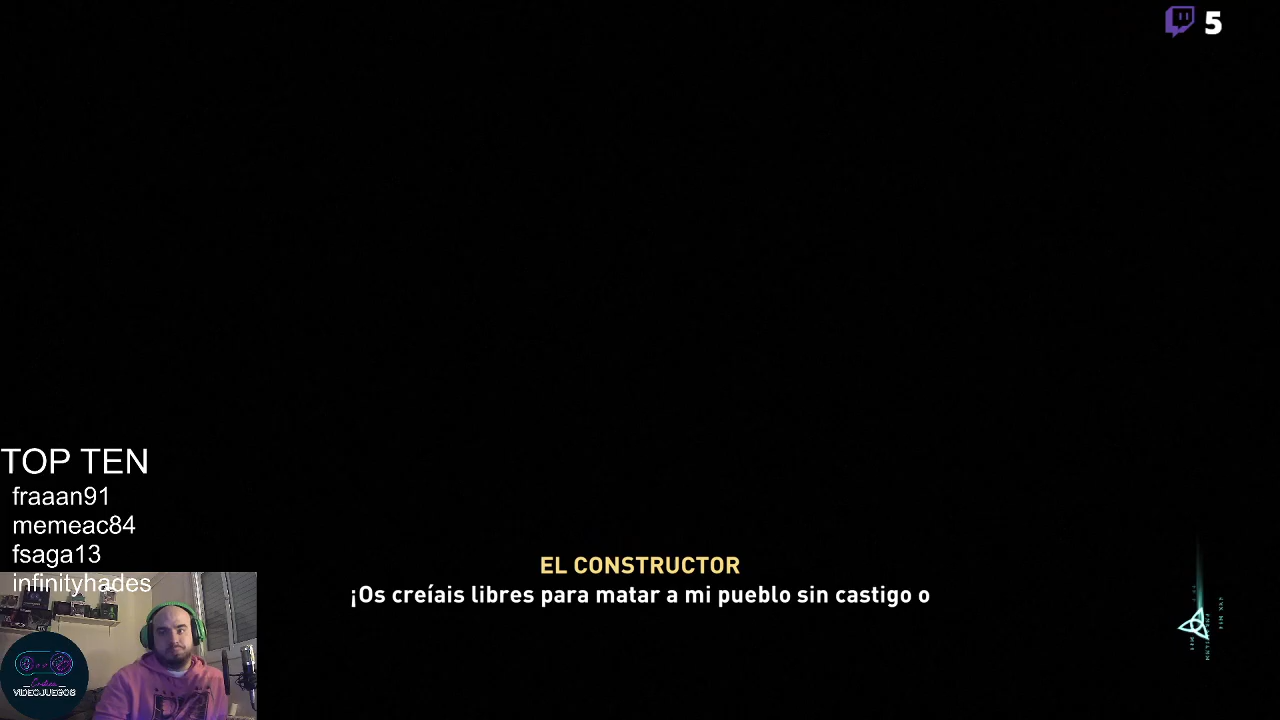 5
TOP TEN
fraaan91
memeac84
fsaga13
infinityhades
EL CONSTRUCTOR
¡Os creíais libres para matar a mi pueblo sin castigo o
VIDEOJUEGOS